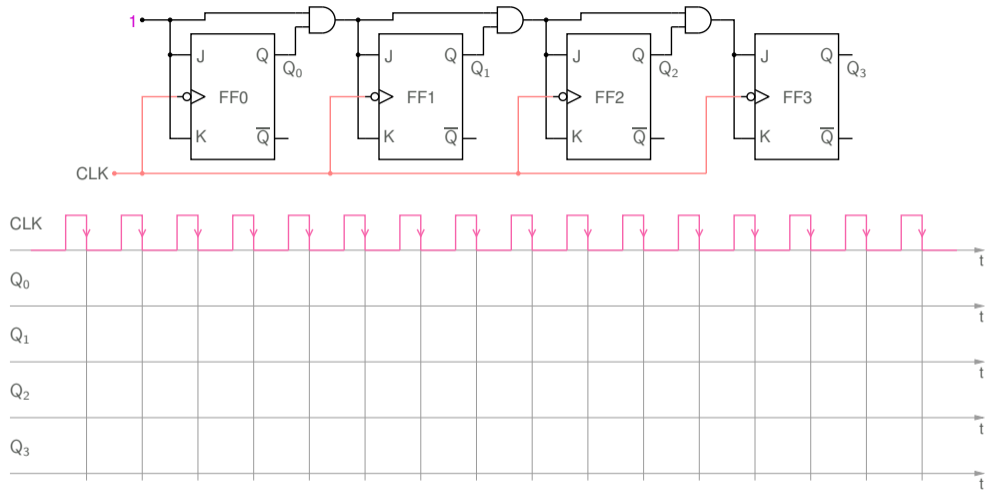 1
J Q Q₀ J Q Q₁ J Q Q₂ J Q Q₃
FF0 FF1 FF2 FF3
K Q̅ K Q̅ K Q̅ K Q̅
CLK
CLK
t
Q₀
t
Q₁
t
Q₂
t
Q₃
t